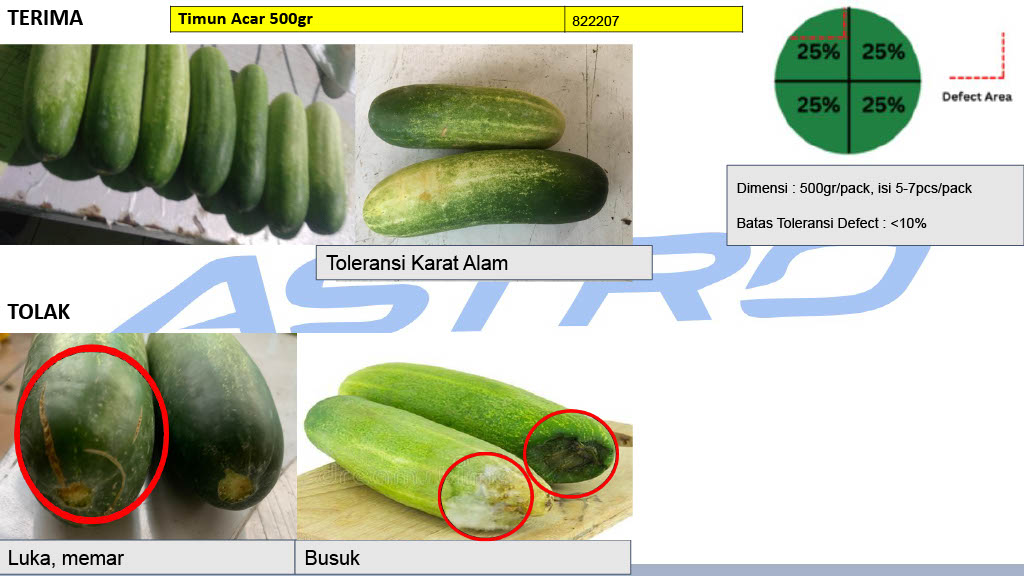 TERIMA
Timun Acar 500gr
822207
25% 25%
25% 25%
Defect Area
Dimensi : 500gr/pack, isi 5-7pcs/pack
Batas Toleransi Defect : <10%
Toleransi Karat Alam
ASTRO
TOLAK
Luka, memar
Busuk